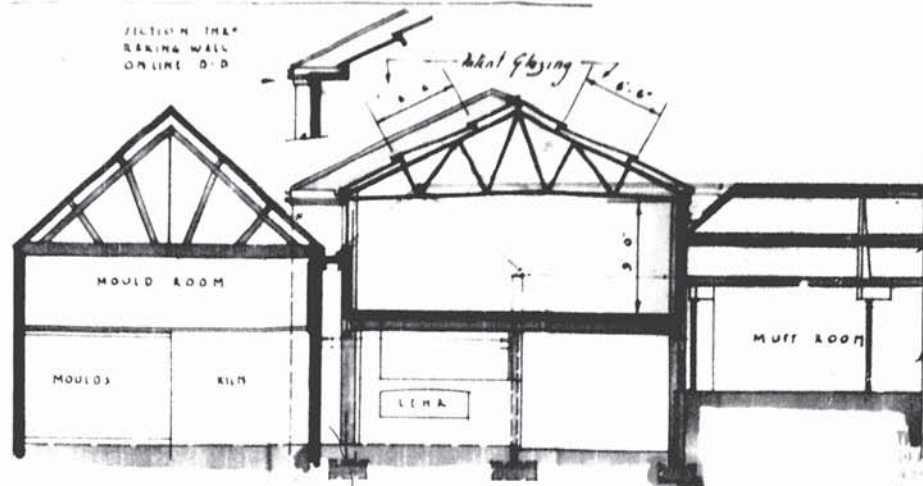 SECTION THRO
RAKING WALL
ON LINE D-D
Patent Glazing
6'-6"
9'-0"
MOULD ROOM
MOULDS
KILN
LEHR
MUFF ROOM